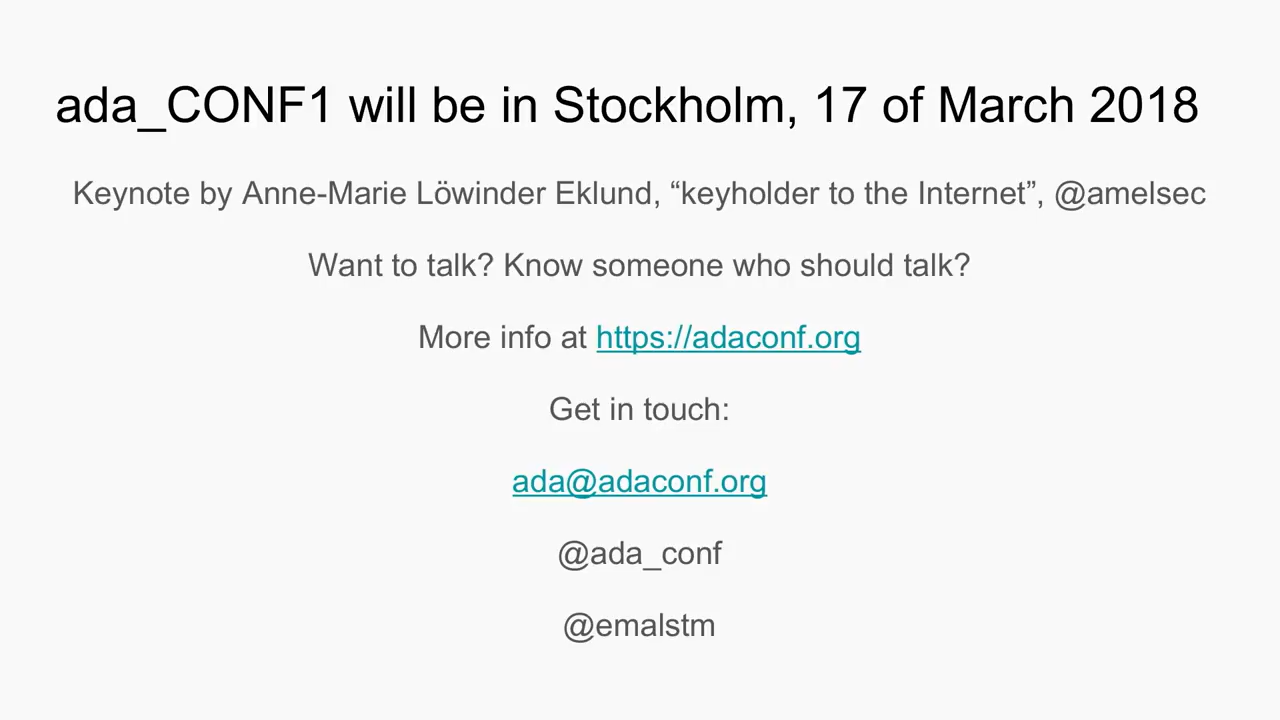 ada_CONF1 will be in Stockholm, 17 of March 2018
Keynote by Anne-Marie Löwinder Eklund, “keyholder to the Internet”, @amelsec
Want to talk? Know someone who should talk?
More info at https://adaconf.org
Get in touch:
ada@adaconf.org
@ada_conf
@emalstm